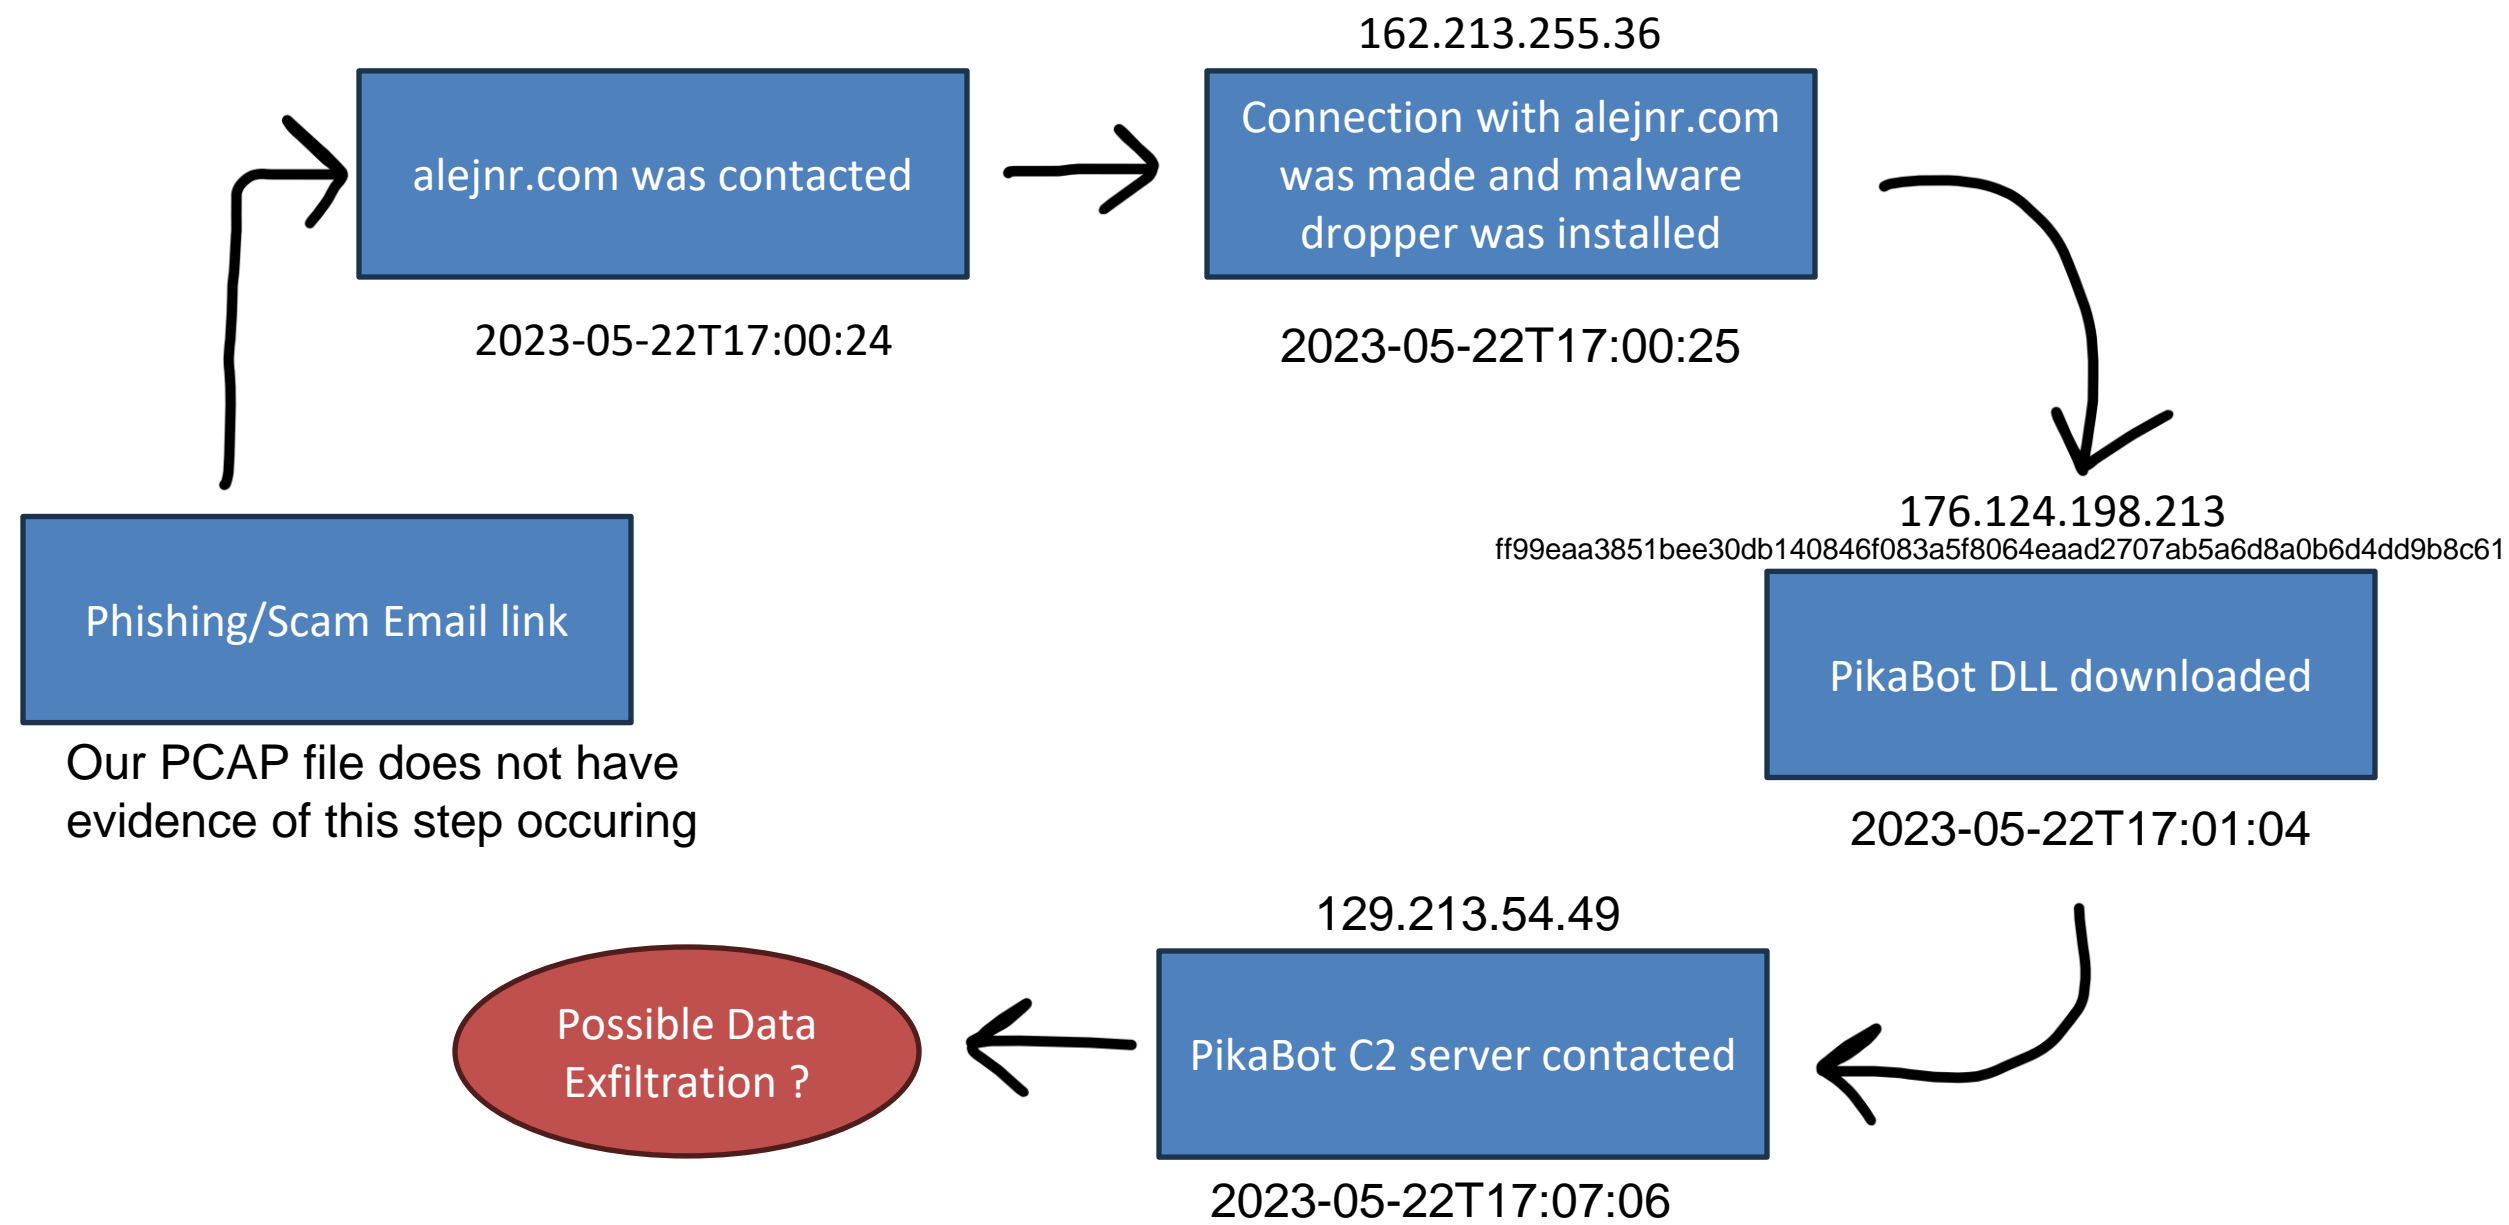 162.213.255.36
alejnr.com was contacted
Connection with alejnr.com
was made and malware
dropper was installed
2023-05-22T17:00:24
2023-05-22T17:00:25
176.124.198.213
ff99eaa3851bee30db140846f083a5f8064eaad2707ab5a6d8a0b6d4dd9b8c61
Phishing/Scam Email link
PikaBot DLL downloaded
Our PCAP file does not have
evidence of this step occuring
2023-05-22T17:01:04
129.213.54.49
Possible Data
Exfiltration ?
PikaBot C2 server contacted
2023-05-22T17:07:06